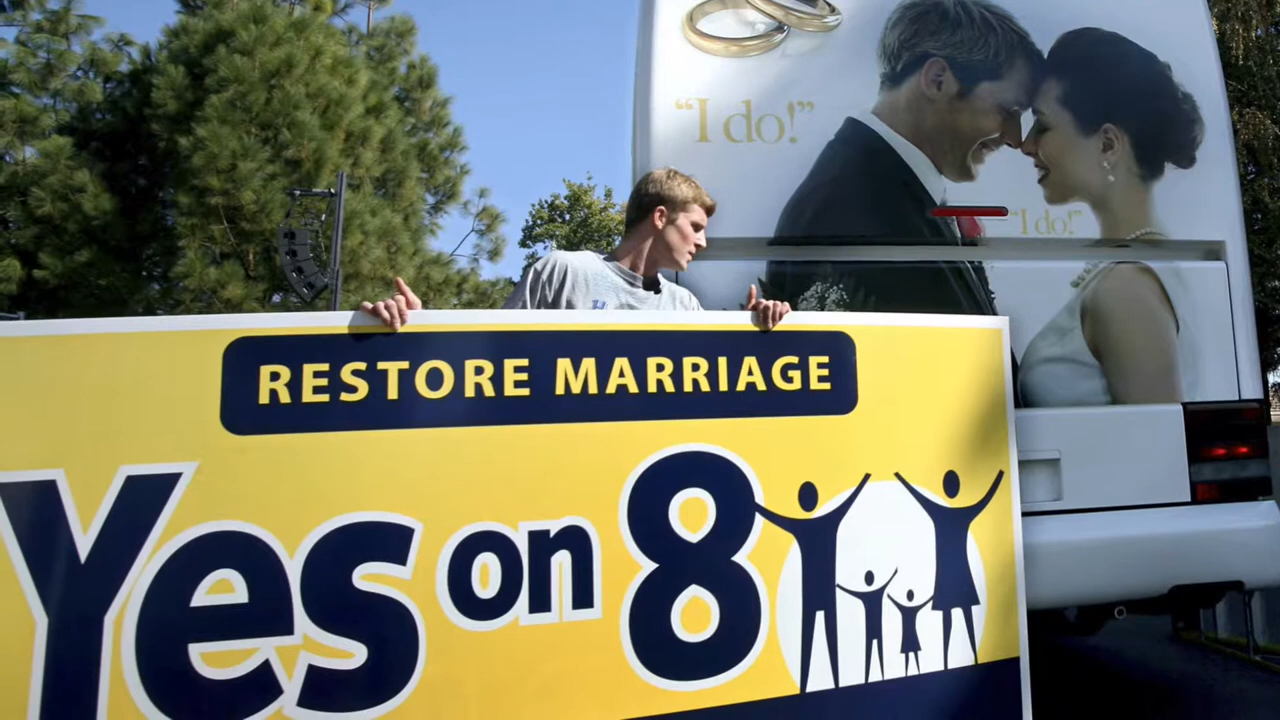 “I do!”
“I do!”
RESTORE MARRIAGE
Yes on 8